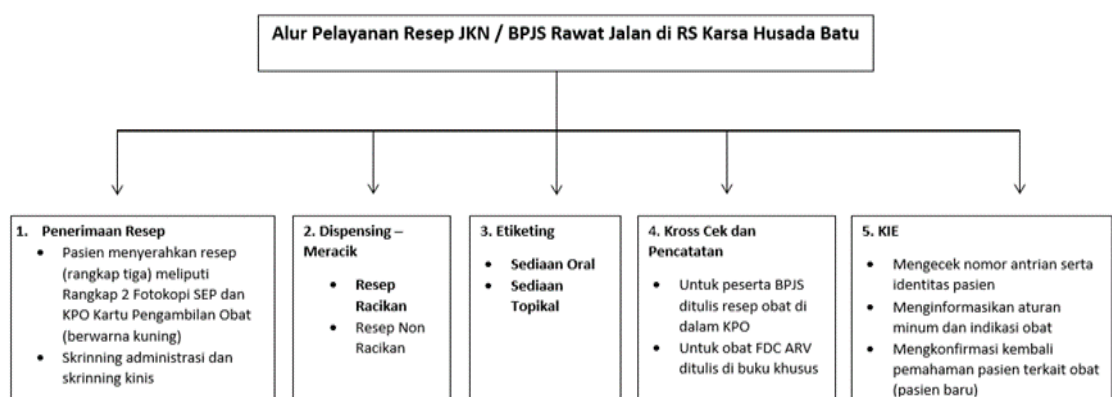 Alur Pelayanan Resep JKN / BPJS Rawat Jalan di RS Karsa Husada Batu
1. Penerimaan Resep
• Pasien menyerahkan resep
(rangkap tiga) meliputi
Rangkap 2 Fotokopi SEP dan
KPO Kartu Pengambilan Obat
(berwarna kuning)
• Skrinning administrasi dan
skrinning kinis
2. Dispensing –
Meracik
• Resep
Racikan
• Resep Non
Racikan
3. Etiketing
• Sediaan Oral
• Sediaan
Topikal
4. Kross Cek dan
Pencatatan
• Untuk peserta BPJS
ditulis resep obat di
dalam KPO
• Untuk obat FDC ARV
ditulis di buku khusus
5. KIE
• Mengecek nomor antrian serta
identitas pasien
• Menginformasikan aturan
minum dan indikasi obat
• Mengkonfirmasi kembali
pemahaman pasien terkait obat
(pasien baru)